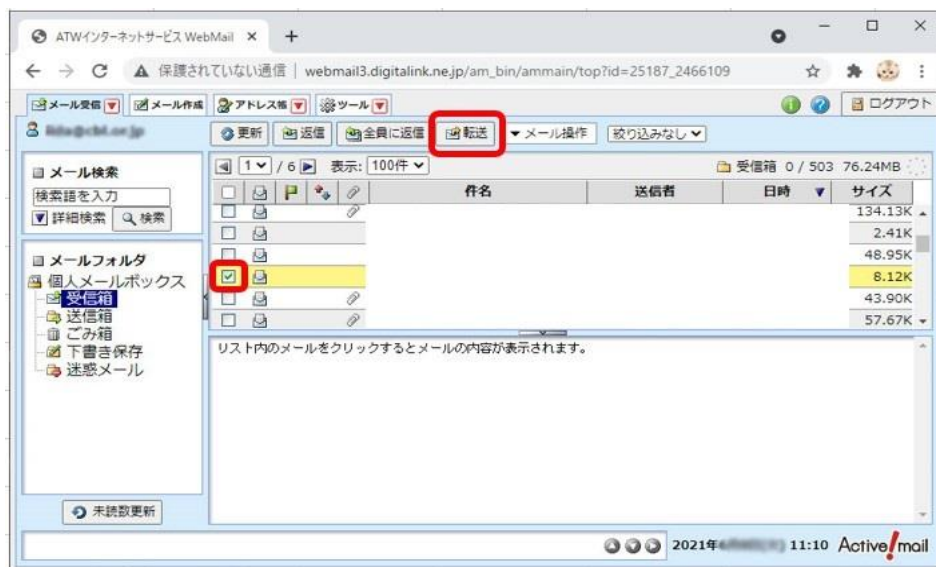 ATWインターネットサービス WebMail
保護されていない通信 | webmail3.digitalink.ne.jp/am_bin/ammain/top?id=25187_2466109
メール受信 メール作成 アドレス帳 ツール ログアウト
更新 返信 全員に返信 転送 ▼メール操作 絞り込みなし
メール検索
検索語を入力
詳細検索 検索
メールフォルダ
個人メールボックス
受信箱
送信箱
ごみ箱
下書き保存
迷惑メール
未読数更新
1 / 6 表示: 100件 受信箱 0 / 503 76.24MB
件名 送信者 日時 ▼ サイズ
134.13K
2.41K
48.95K
8.12K
43.90K
57.67K
リスト内のメールをクリックするとメールの内容が表示されます。
2021年 11:10 Active!mail